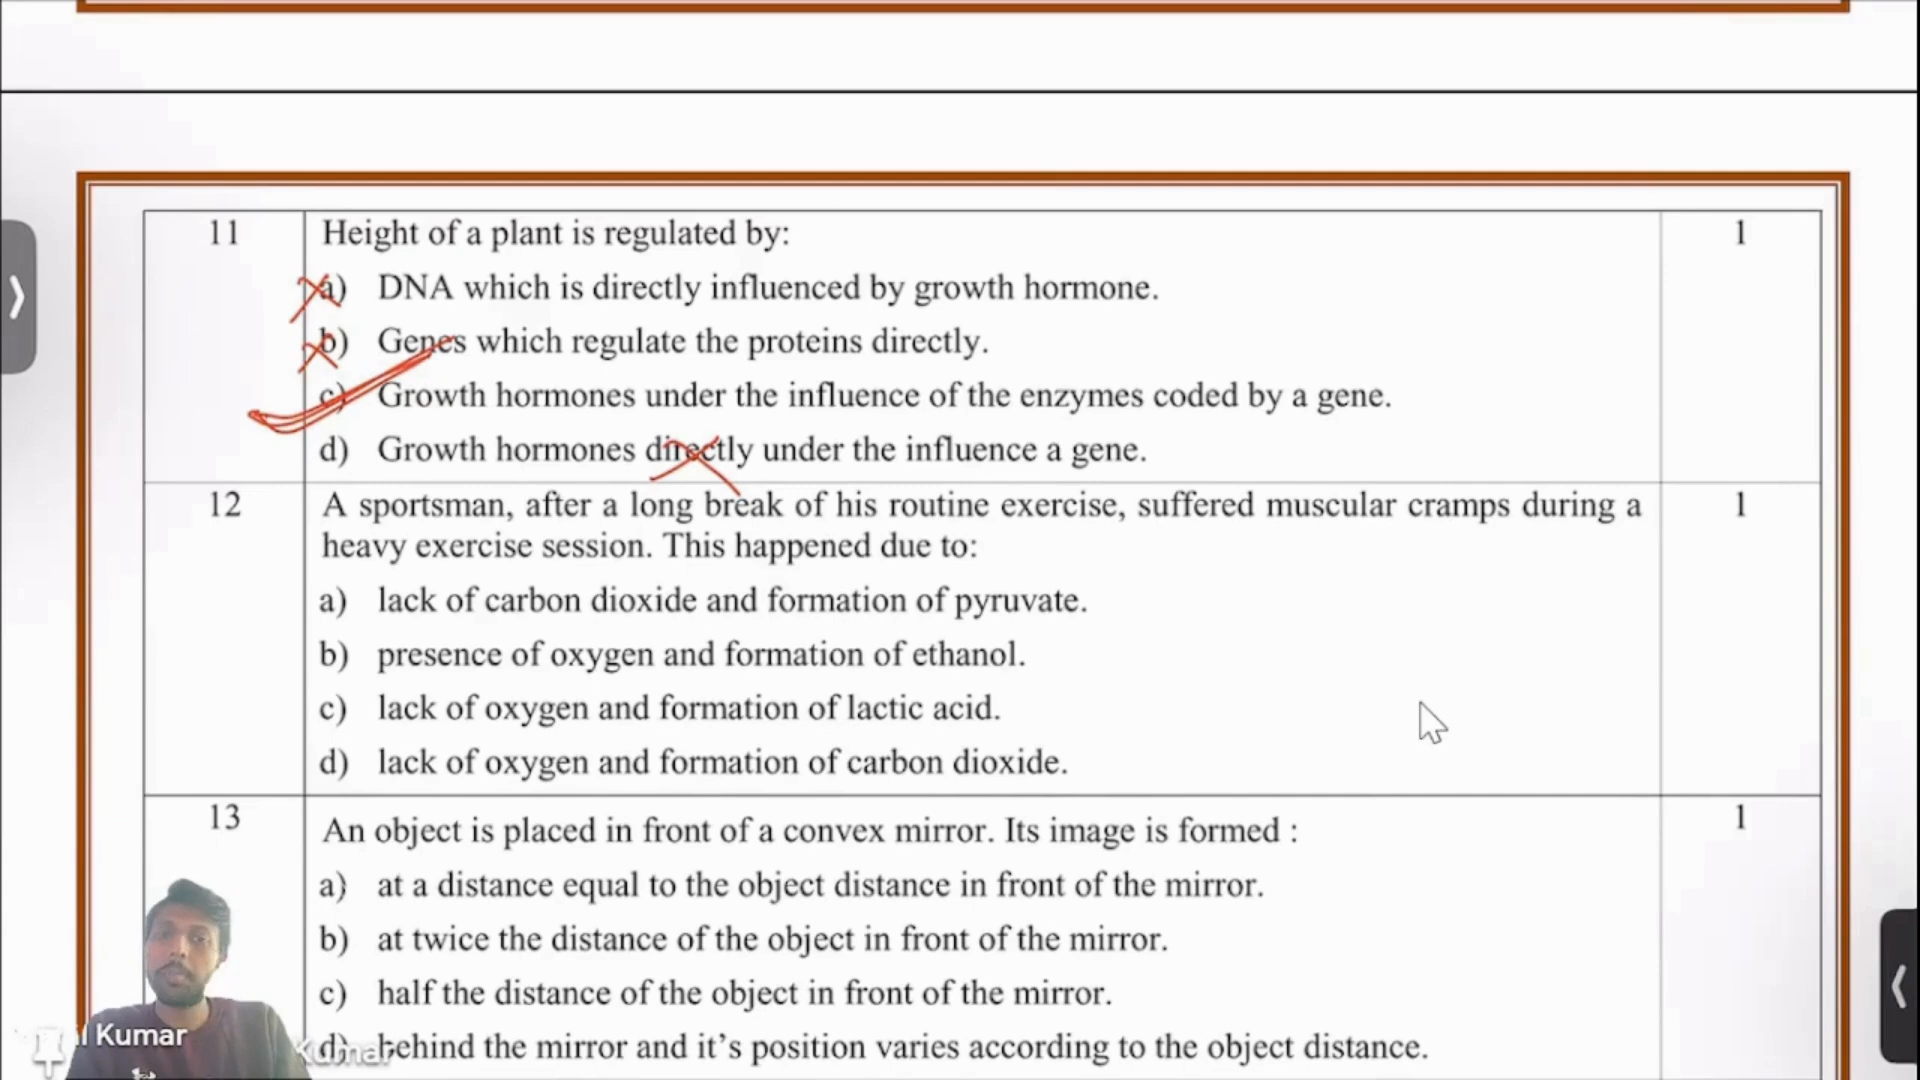 11 Height of a plant is regulated by: 1
a) DNA which is directly influenced by growth hormone.
b) Genes which regulate the proteins directly.
c) Growth hormones under the influence of the enzymes coded by a gene.
d) Growth hormones directly under the influence a gene.
12 A sportsman, after a long break of his routine exercise, suffered muscular cramps during a 1
heavy exercise session. This happened due to:
a) lack of carbon dioxide and formation of pyruvate.
b) presence of oxygen and formation of ethanol.
c) lack of oxygen and formation of lactic acid.
d) lack of oxygen and formation of carbon dioxide.
13 An object is placed in front of a convex mirror. Its image is formed : 1
a) at a distance equal to the object distance in front of the mirror.
b) at twice the distance of the object in front of the mirror.
c) half the distance of the object in front of the mirror.
d) behind the mirror and it's position varies according to the object distance.
Kumar
Kumar